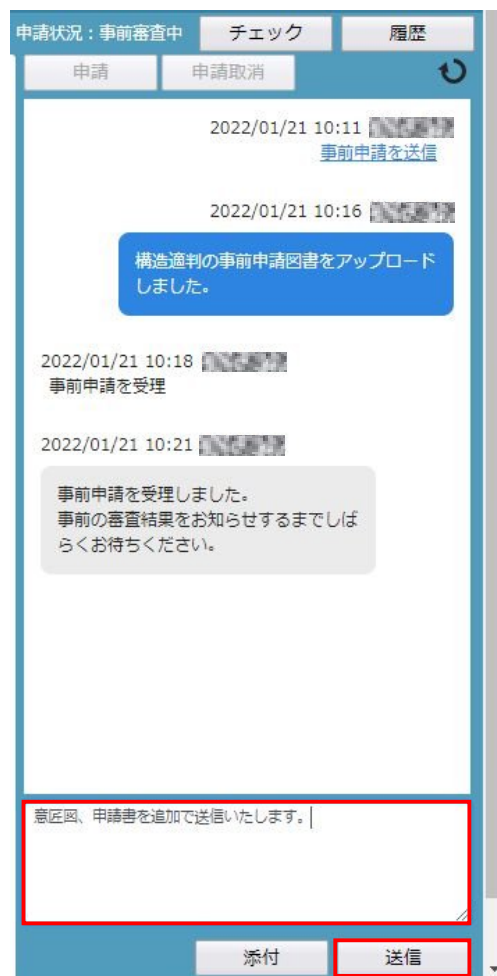 申請状況：事前審査中 チェック 履歴
申請 申請取消
2022/01/21 10:11
事前申請を送信
2022/01/21 10:16
構造適判の事前申請図書をアップロード
しました。
2022/01/21 10:18
事前申請を受理
2022/01/21 10:21
事前申請を受理しました。
事前の審査結果をお知らせするまでしば
らくお待ちください。
意匠図、申請書を追加で送信いたします。
添付 送信